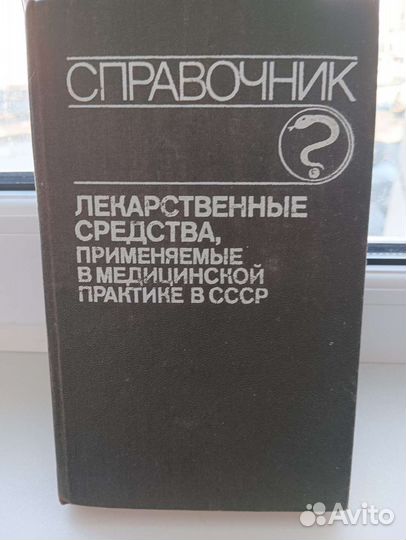 СПРАВОЧНИК
ЛЕКАРСТВЕННЫЕ
СРЕДСТВА,
ПРИМЕНЯЕМЫЕ
В МЕДИЦИНСКОЙ
ПРАКТИКЕ В СССР
Avito